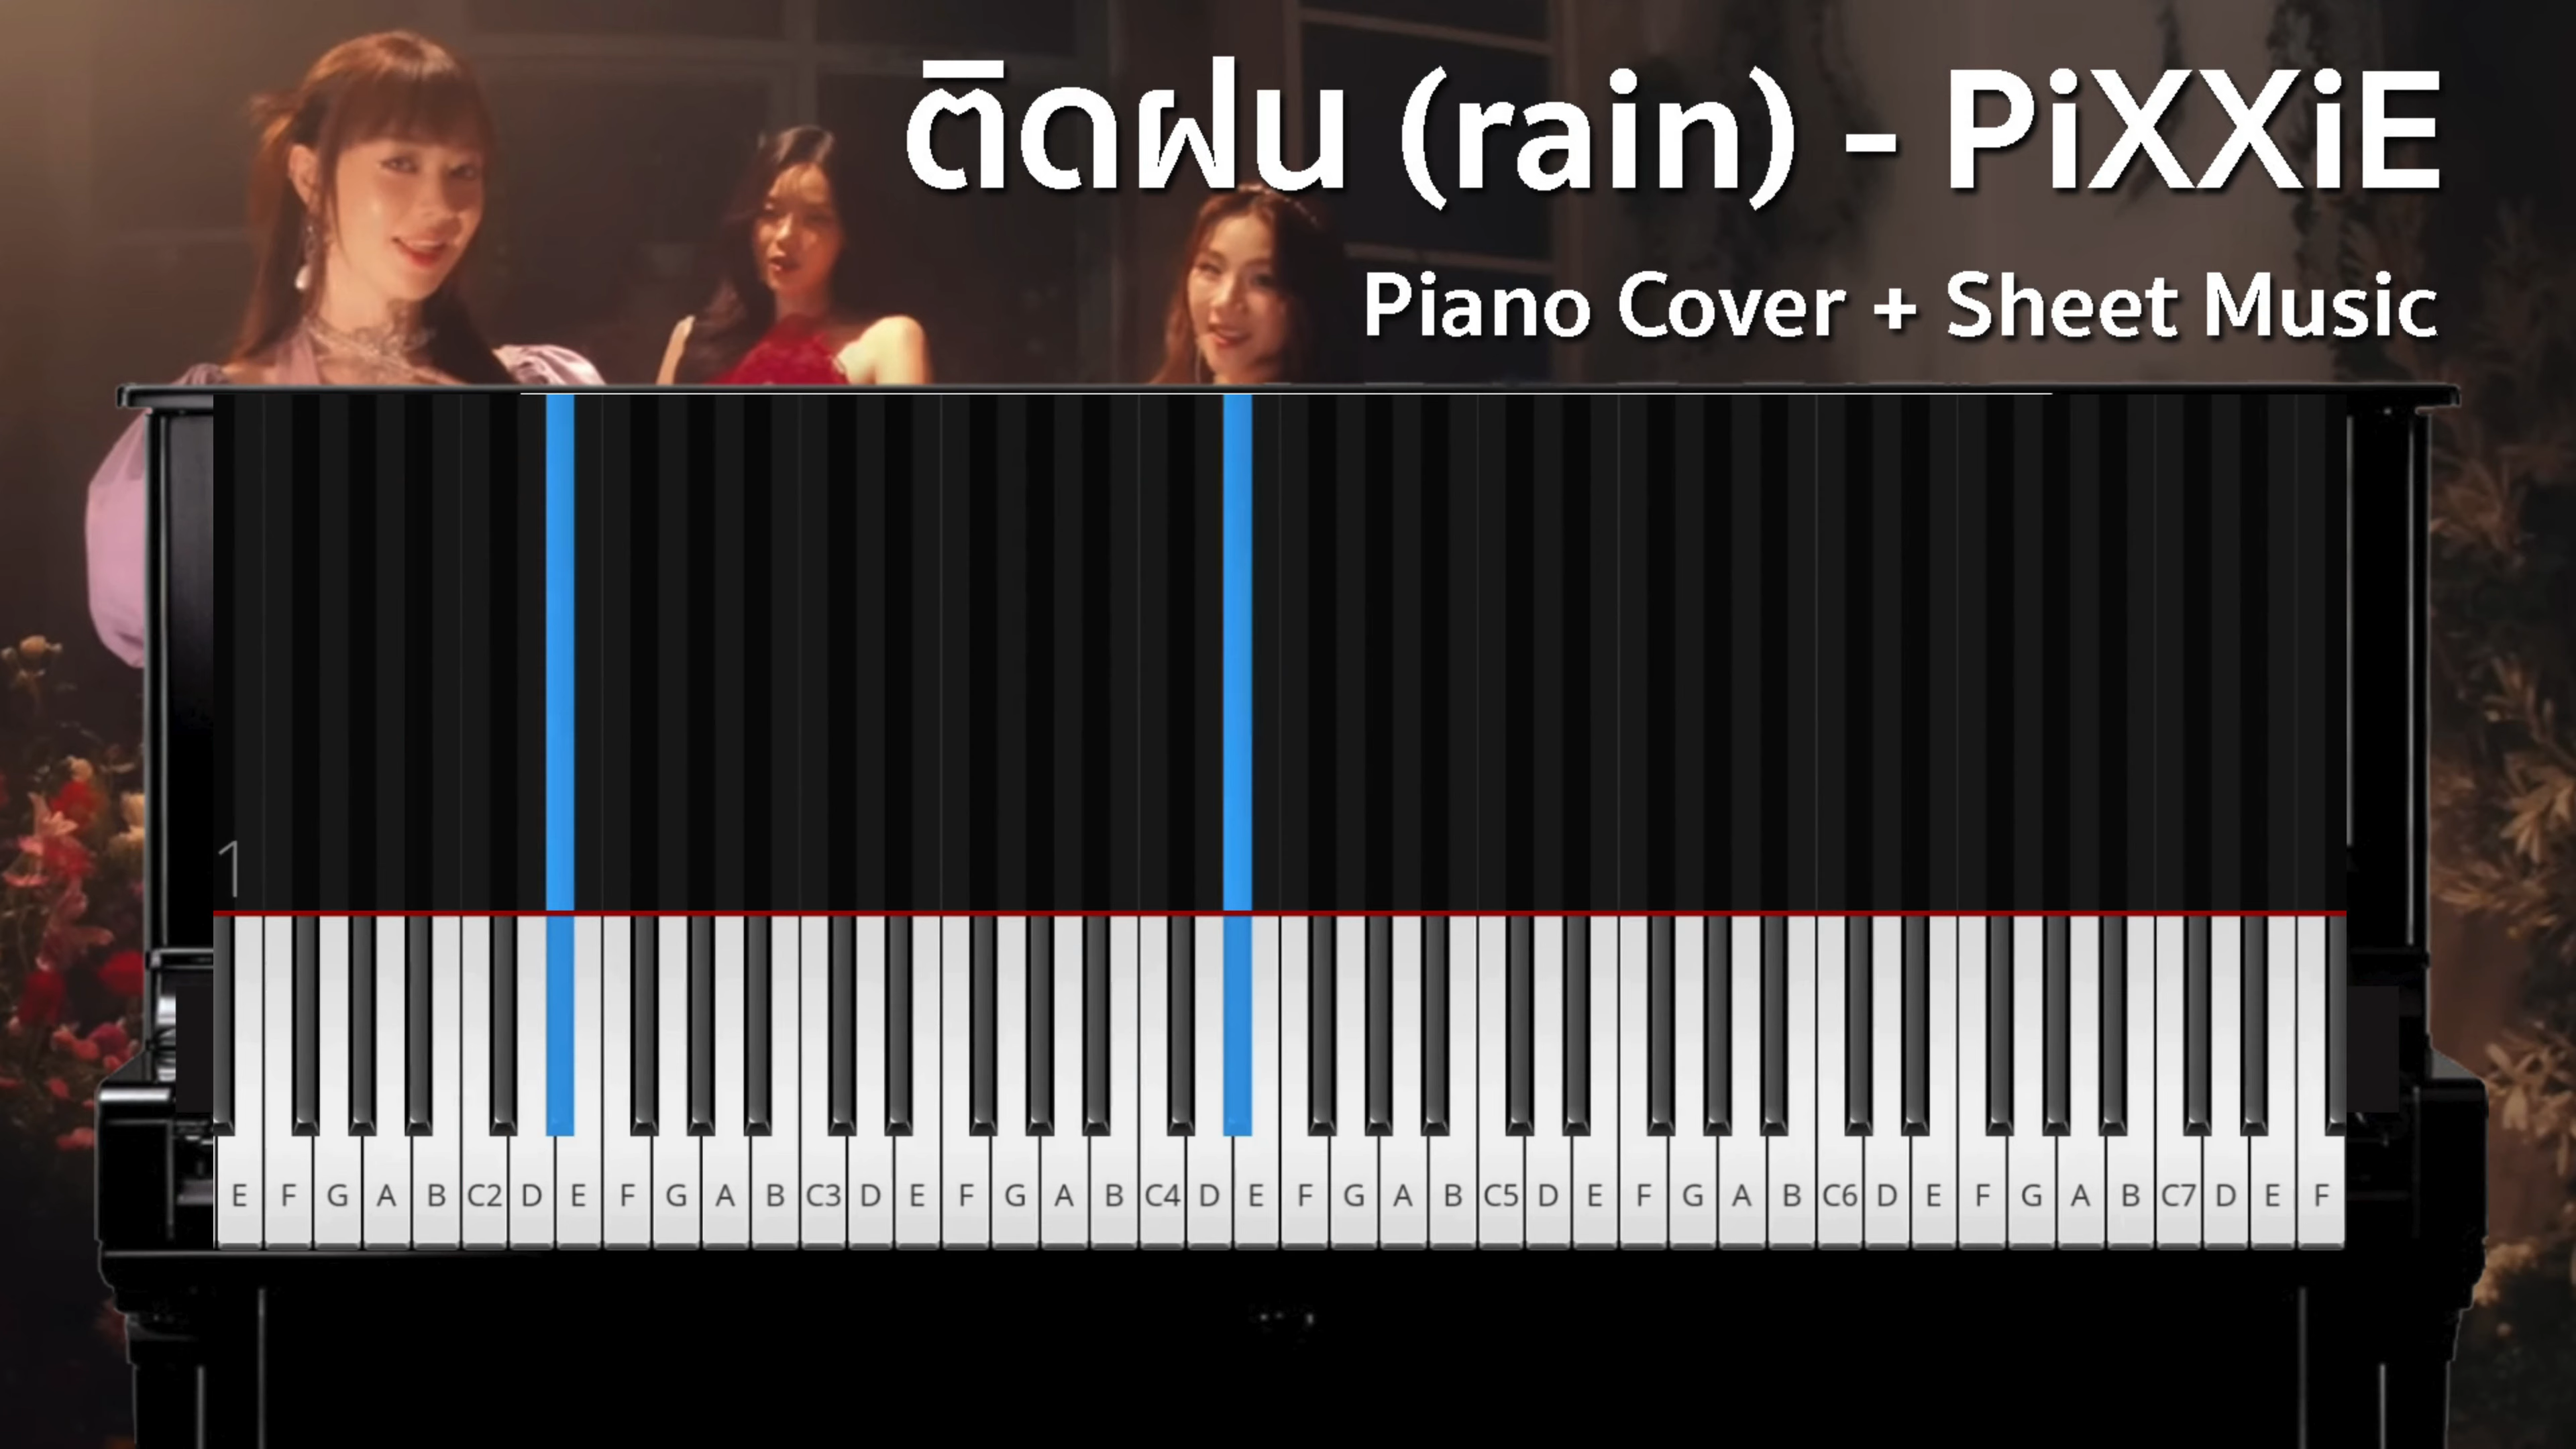 ติดฝน (rain) - PiXXiE
Piano Cover + Sheet Music
1
E F G A B C2 D E F G A B C3 D E F G A B C4 D E F G A B C5 D E F G A B C6 D E F G A B C7 D E F